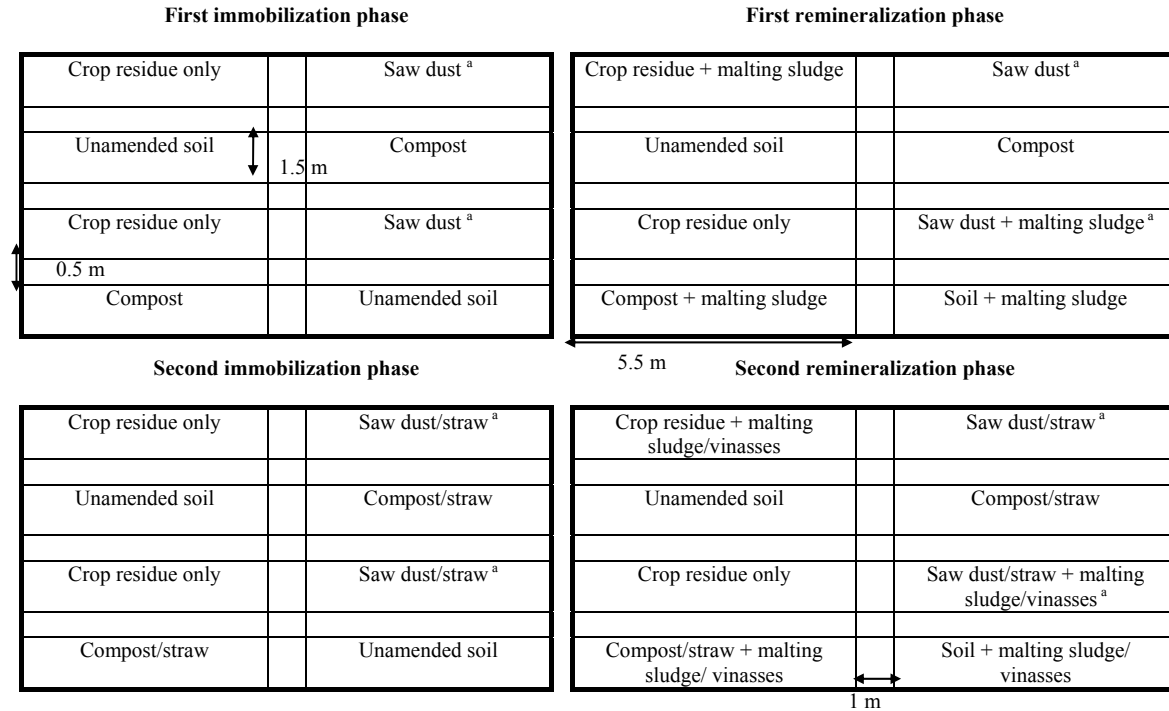 First immobilization phase
First remineralization phase
Crop residue only
Saw dust a
Crop residue + malting sludge
Saw dust a
Unamended soil
Compost
Unamended soil
Compost
1.5 m
Crop residue only
Saw dust a
Crop residue only
Saw dust + malting sludge a
0.5 m
Compost
Unamended soil
Compost + malting sludge
Soil + malting sludge
5.5 m
Second immobilization phase
Second remineralization phase
Crop residue only
Saw dust/straw a
Crop residue + malting
sludge/vinasses
Saw dust/straw a
Unamended soil
Compost/straw
Unamended soil
Compost/straw
Crop residue only
Saw dust/straw a
Crop residue only
Saw dust/straw + malting
sludge/vinasses a
Compost/straw
Unamended soil
Compost/straw + malting
sludge/ vinasses
Soil + malting sludge/
vinasses
1 m